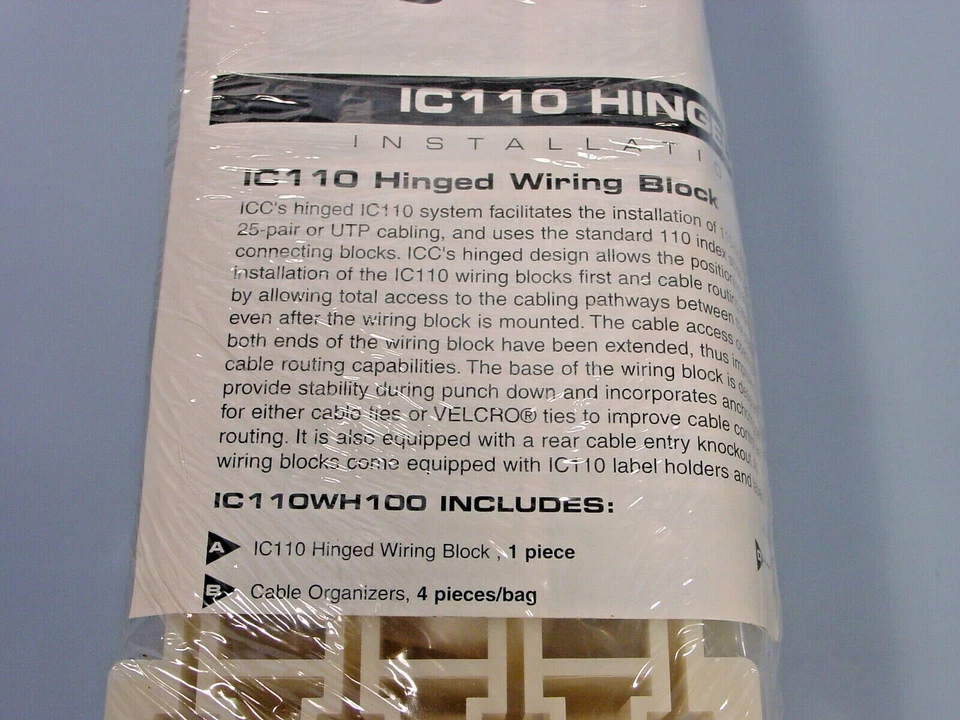 IC110 HINGE
INSTALLATIO
IC110 Hinged Wiring Block
ICC's hinged IC110 system facilitates the installation of
25-pair or UTP cabling, and uses the standard 110 index
connecting blocks. ICC's hinged design allows the
installation of the IC110 wiring blocks first and cable
by allowing total access to the cabling pathways between
even after the wiring block is mounted. The cable access
both ends of the wiring block have been extended, thus
cable routing capabilities. The base of the wiring block is
provide stability during punch down and incorporates
for either cable ties or VELCRO® ties to improve cable
routing. It is also equipped with a rear cable entry knockout
wiring blocks come equipped with IC110 label holders and
IC110WH100 INCLUDES:
A IC110 Hinged Wiring Block , 1 piece
B Cable Organizers, 4 pieces/bag